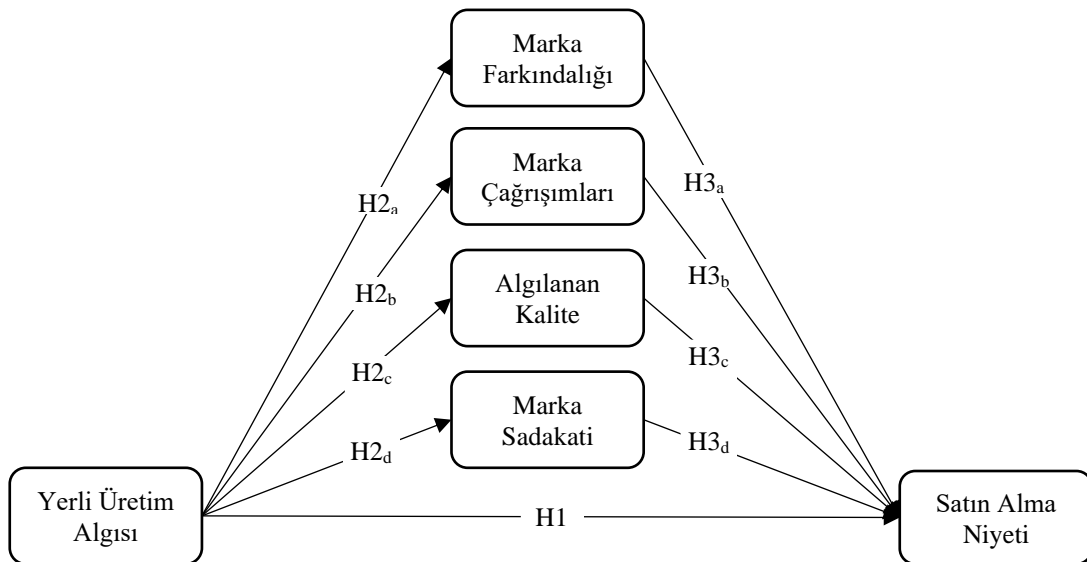 Marka
Farkındalığı
Marka
Çağrışımları
H3ₐ
H2ₐ
Algılanan
Kalite
H3b
H2b
H3c
H2c
Marka
Sadakati
H3d
H2d
Yerli Üretim
Algısı
H1
Satın Alma
Niyeti